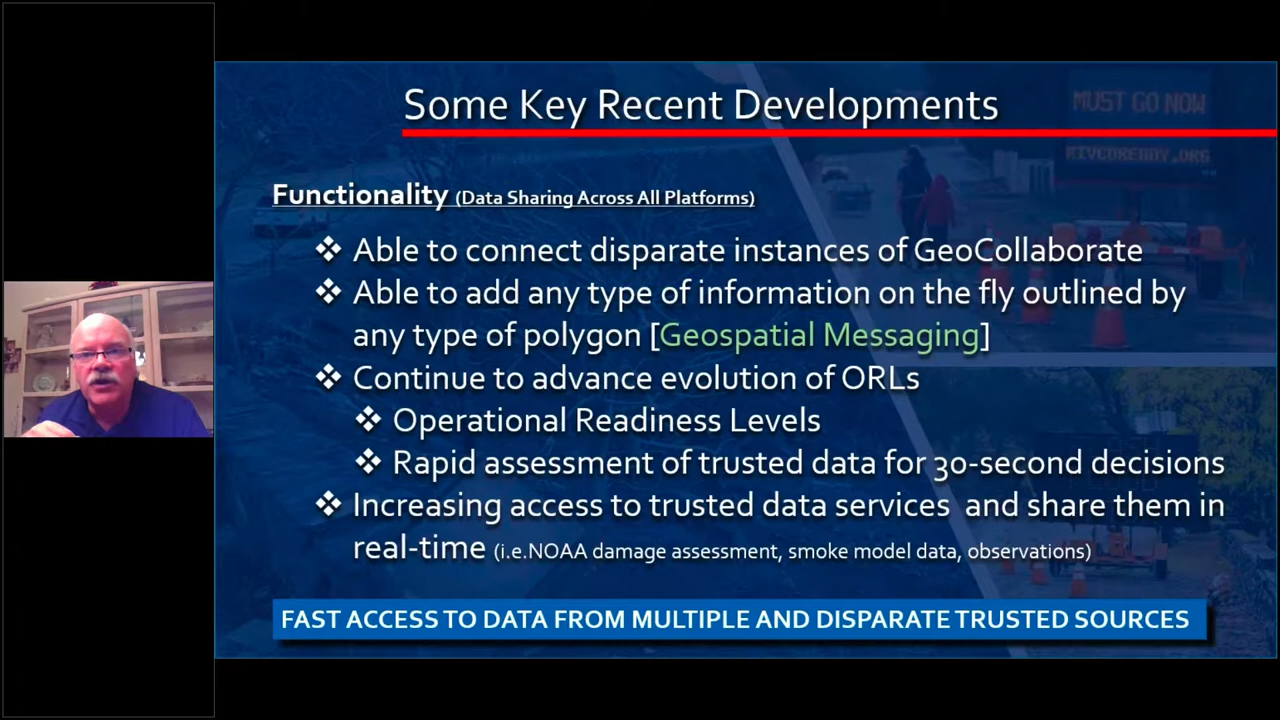 Some Key Recent Developments
MUST GO NOW
RIVCOREADY.ORG
Functionality (Data Sharing Across All Platforms)
❖ Able to connect disparate instances of GeoCollaborate
❖ Able to add any type of information on the fly outlined by
any type of polygon [Geospatial Messaging]
❖ Continue to advance evolution of ORLs
❖ Operational Readiness Levels
❖ Rapid assessment of trusted data for 30-second decisions
❖ Increasing access to trusted data services and share them in
real-time (i.e.NOAA damage assessment, smoke model data, observations)
FAST ACCESS TO DATA FROM MULTIPLE AND DISPARATE TRUSTED SOURCES